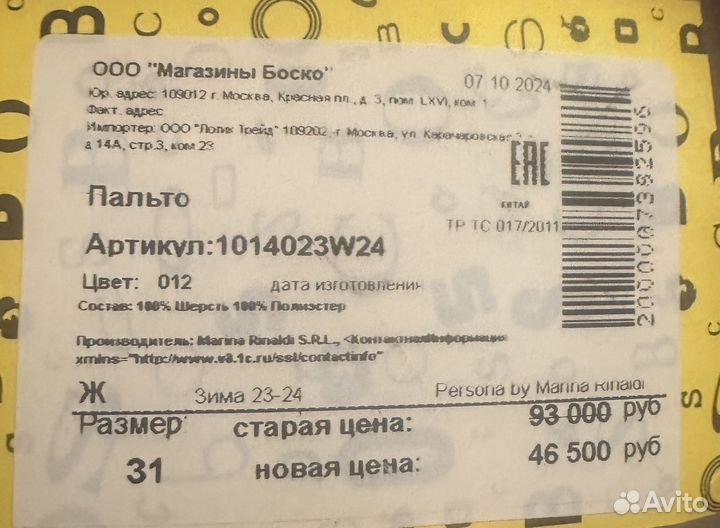 ООО "Магазины Боско"
07 10 2024
Юр. адрес: 109012 г. Москва, Красная пл., д. 3, пом. LXVI, ком. 1
Факт. адрес
Импортер: ООО "Логик Трейд" 109202, г. Москва, ул. Карачаровская
д 14А, стр.3, ком.23
EAC
КИТАЙ
Пальто
ТР ТС 017/2011
Артикул:1014023W24
Цвет: 012
дата изготовления
Состав: 100% Шерсть 100% Полиэстер
Производитель: Marina Rinaldi S.R.L., <КонтактнаяИнформаци
xmlns="http://www.v8.1c.ru/ssl/contactinfo"
Ж
Зима 23-24
Persona by Marina Rinaldi
Размер
старая цена:
93 000 руб
31
новая цена:
46 500 руб
Avito